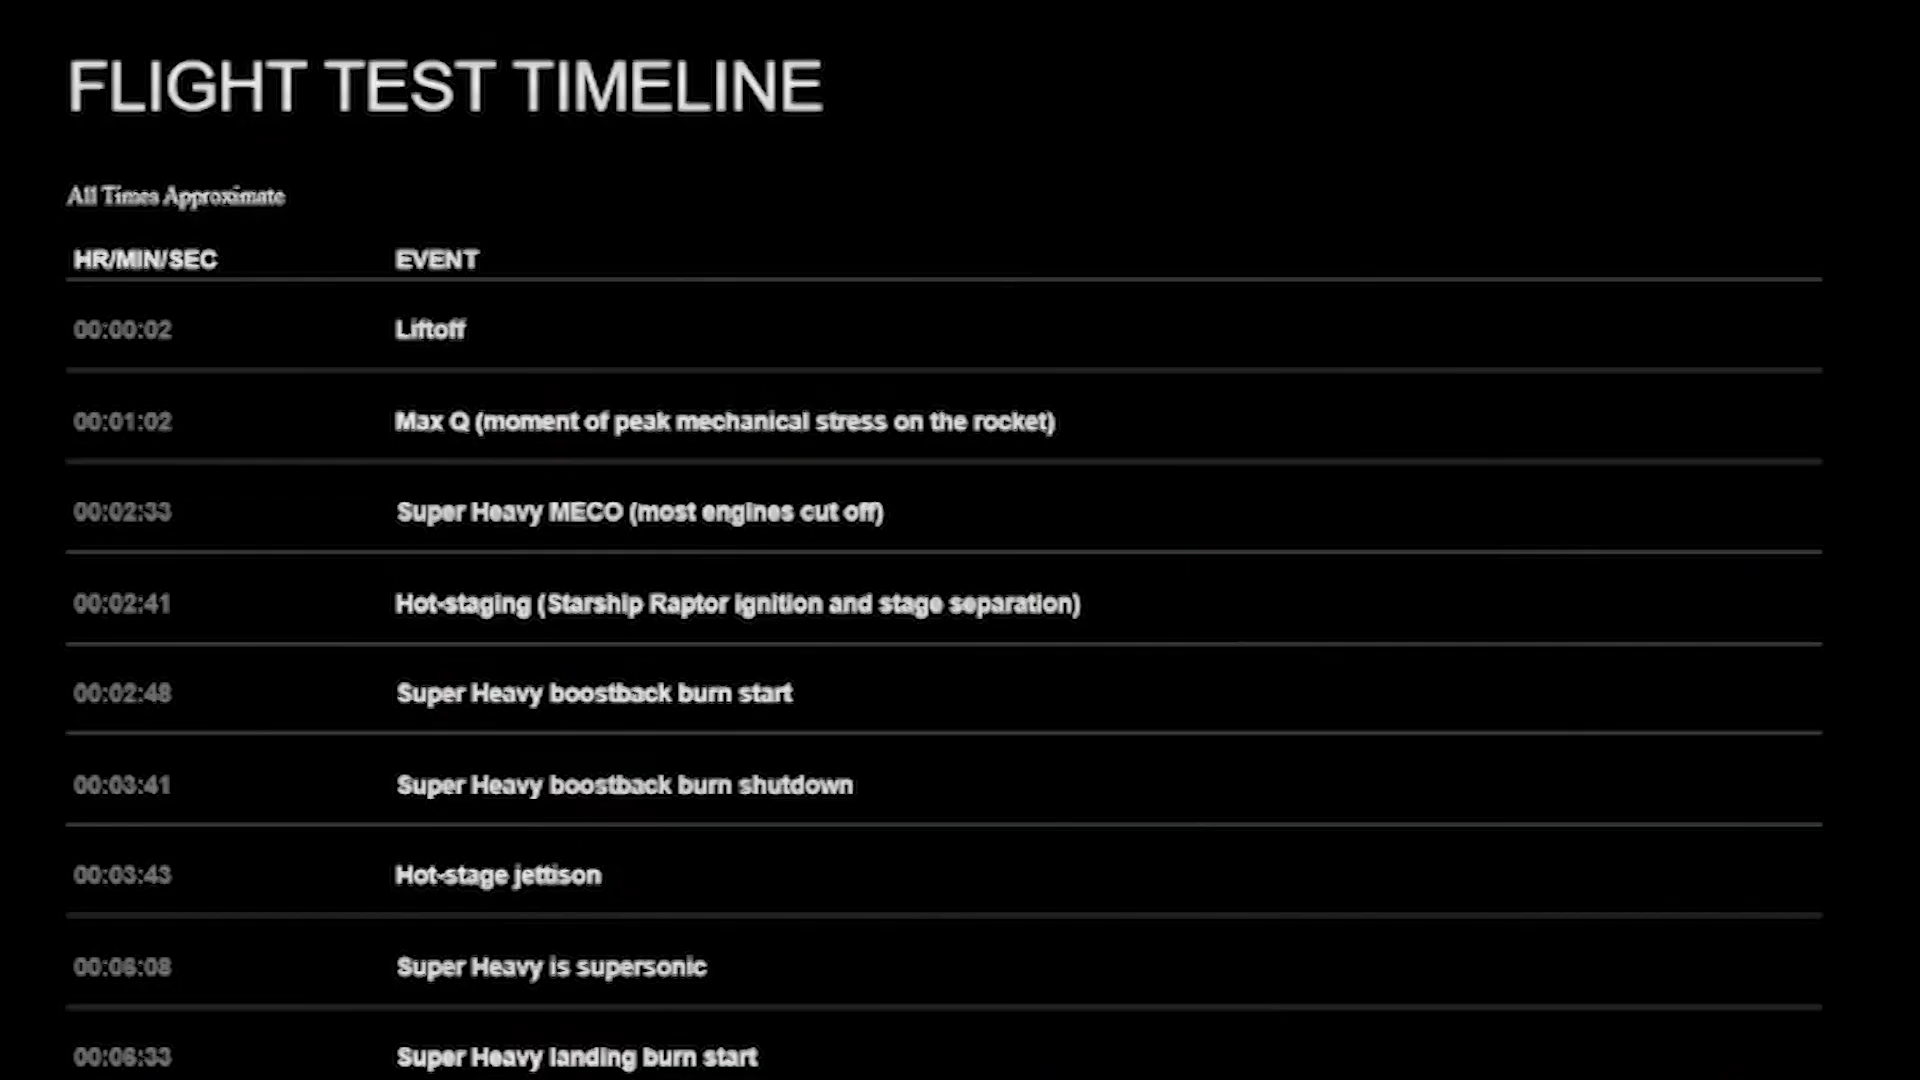 FLIGHT TEST TIMELINE
All Times Approximate
HR/MIN/SEC EVENT
00:00:02 Liftoff
00:01:02 Max Q (moment of peak mechanical stress on the rocket)
00:02:33 Super Heavy MECO (most engines cut off)
00:02:41 Hot-staging (Starship Raptor ignition and stage separation)
00:02:48 Super Heavy boostback burn start
00:03:41 Super Heavy boostback burn shutdown
00:03:43 Hot-stage jettison
00:06:08 Super Heavy is supersonic
00:06:33 Super Heavy landing burn start